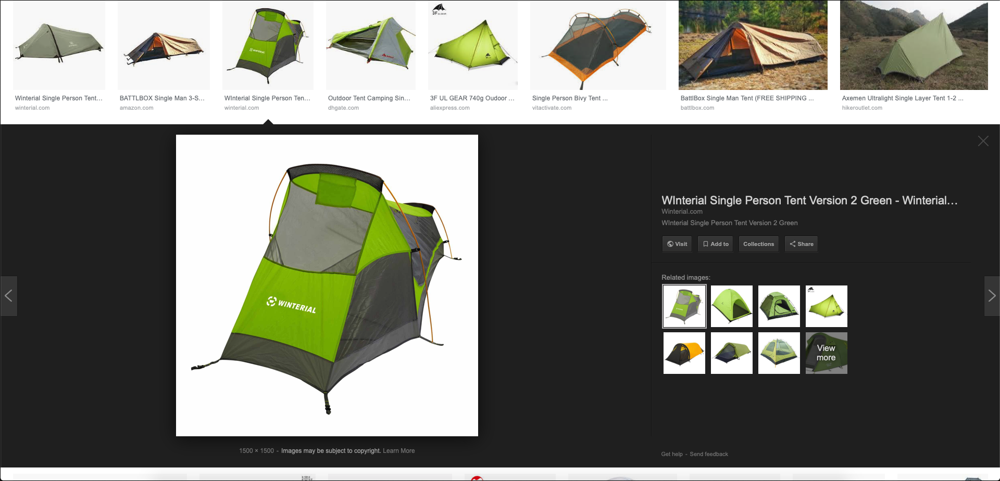 3F UL GEAR
WINTERIAL
Winterial Single Person Tent...
winterial.com
BATTLBOX Single Man 3-S...
amazon.com
WInterial Single Person Ten...
winterial.com
Outdoor Tent Camping Sin...
dhgate.com
3F UL GEAR 740g Oudoor ...
aliexpress.com
Single Person Bivy Tent ...
vitactivate.com
BattlBox Single Man Tent (FREE SHIPPING ...
battlbox.com
Axemen Ultralight Single Layer Tent 1-2 ...
hikeroutlet.com
WINTERIAL
WInterial Single Person Tent Version 2 Green - Winterial...
Winterial.com
WInterial Single Person Tent Version 2 Green
Visit
Add to
Collections
Share
Related images:
View
more
1500 × 1500 - Images may be subject to copyright. Learn More
Get help - Send feedback